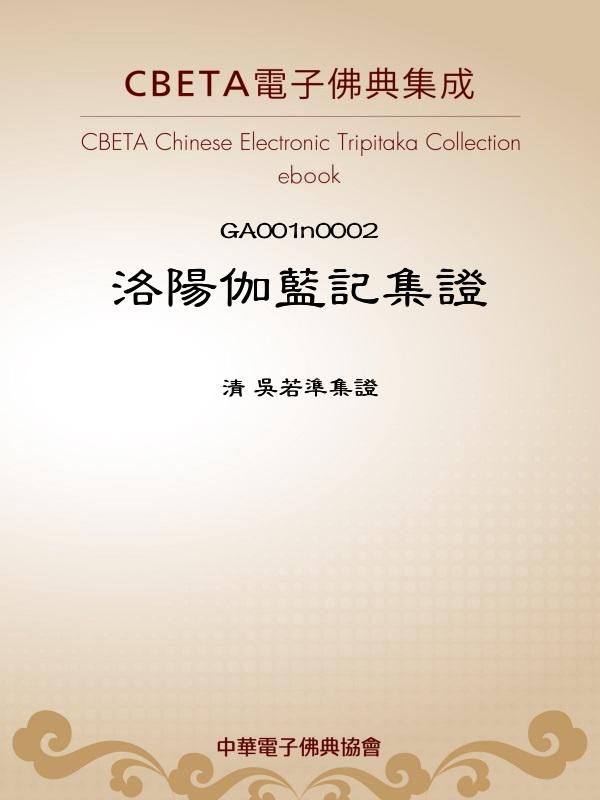 CBETA電子佛典集成
CBETA Chinese Electronic Tripitaka Collection
ebook
GA001n0002
洛陽伽藍記集證
清 吳若準集證
中華電子佛典協會